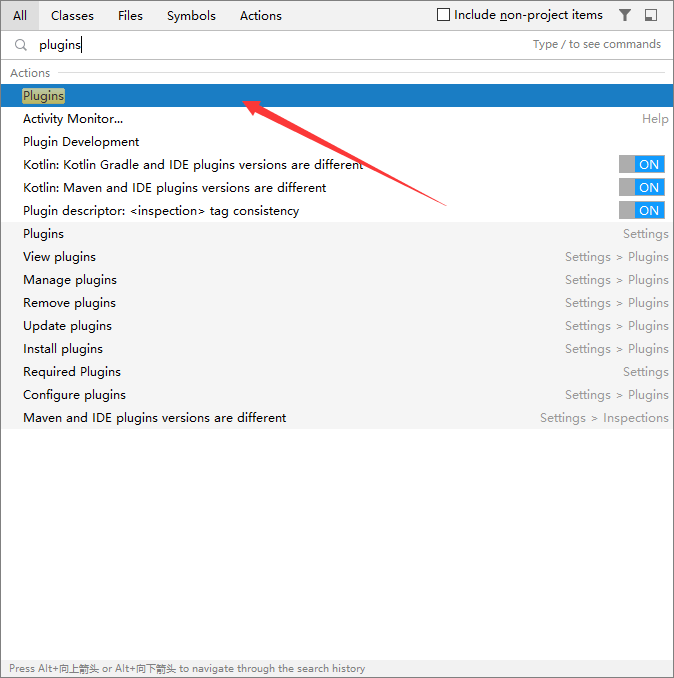 All Classes Files Symbols Actions Include non-project items
plugins Type / to see commands
Actions
Plugins
Activity Monitor... Help
Plugin Development
Kotlin: Kotlin Gradle and IDE plugins versions are different ON
Kotlin: Maven and IDE plugins versions are different ON
Plugin descriptor: <inspection> tag consistency ON
Plugins Settings
View plugins Settings > Plugins
Manage plugins Settings > Plugins
Remove plugins Settings > Plugins
Update plugins Settings > Plugins
Install plugins Settings > Plugins
Required Plugins Settings
Configure plugins Settings > Plugins
Maven and IDE plugins versions are different Settings > Inspections
Press Alt+向上箭头 or Alt+向下箭头 to navigate through the search history